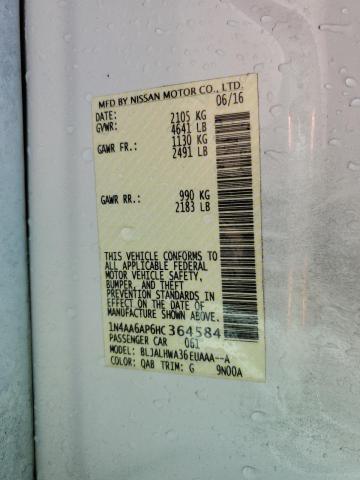 MFD BY NISSAN MOTOR CO., LTD.
DATE: 06/16
GVWR: 2105 KG
4641 LB
GAWR FR.: 1130 KG
2491 LB
GAWR RR.: 990 KG
2183 LB
THIS VEHICLE CONFORMS TO
ALL APPLICABLE FEDERAL
MOTOR VEHICLE SAFETY,
BUMPER, AND THEFT
PREVENTION STANDARDS IN
EFFECT ON THE DATE OF
MANUFACTURE SHOWN ABOVE.
1N4AA6AP6HC364584
PASSENGER CAR 061
MODEL: BLJALHWA36EUAAA--A
COLOR: QAB TRIM: G 9N00A